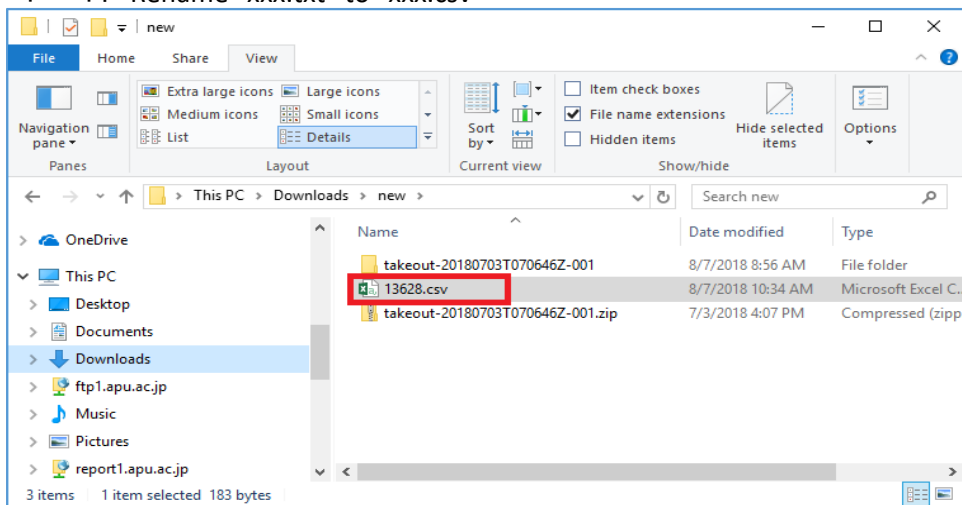 new
File Home Share View
Extra large icons Large icons
Medium icons Small icons
List Details
Navigation pane
Sort by
Item check boxes
File name extensions
Hidden items
Hide selected items
Options
Panes Layout Current view Show/hide
This PC > Downloads > new >
Search new
Name Date modified Type
OneDrive
This PC
Desktop
Documents
Downloads
ftp1.apu.ac.jp
Music
Pictures
report1.apu.ac.jp
takeout-20180703T070646Z-001 8/7/2018 8:56 AM File folder
13628.csv 8/7/2018 10:34 AM Microsoft Excel C..
takeout-20180703T070646Z-001.zip 7/3/2018 4:07 PM Compressed (zipp
3 items 1 item selected 183 bytes